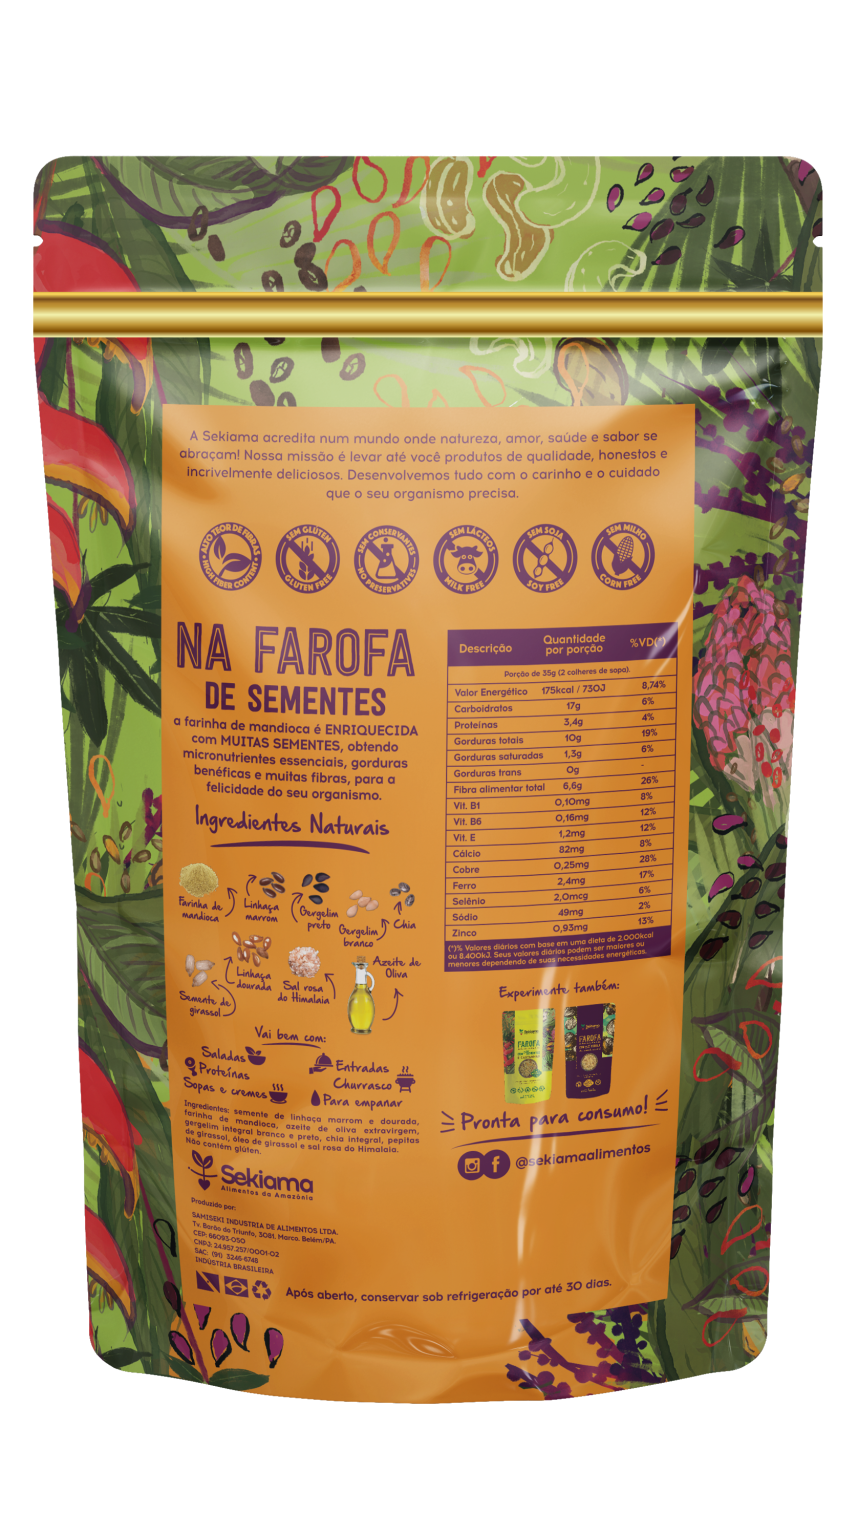 A Sekiama acredita num mundo onde natureza, amor, saúde e sabor se
abraçam! Nossa missão é levar até você produtos de qualidade, honestos e
incrivelmente deliciosos. Desenvolvemos tudo com o carinho e o cuidado
que o seu organismo precisa.
ALTO TEOR DE FIBRAS
HIGH FIBER CONTENT
SEM GLÚTEN
GLUTEN FREE
SEM CONSERVANTES
NO PRESERVATIVES
SEM LÁCTEOS
MILK FREE
SEM SOJA
SOY FREE
SEM MILHO
CORN FREE
NA FAROFA
DE SEMENTES
a farinha de mandioca é ENRIQUECIDA
com MUITAS SEMENTES, obtendo
micronutrientes essenciais, gorduras
benéficas e muitas fibras, para a
felicidade do seu organismo.
Ingredientes Naturais
Farinha de
mandioca
Linhaça
marrom
Gergelim
preto
Gergelim
branco
Chia
Semente de
girassol
Linhaça
dourada
Sal rosa
do Himalaia
Azeite de
Oliva
Vai bem com:
Saladas
Proteínas
Sopas e cremes
Entradas
Churrasco
Para empanar
Ingredientes: semente de linhaça marrom e dourada,
farinha de mandioca, azeite de oliva extravirgem,
gergelim integral branco e preto, chia integral, pepitas
de girassol, óleo de girassol e sal rosa do Himalaia.
Não contém glúten.
Sekiama
Alimentos da Amazônia
Produzido por:
SAMISEKI INDUSTRIA DE ALIMENTOS LTDA.
Tv. Barão do Triunfo, 3081. Marco. Belém/PA.
CEP: 66093-050
CNPJ: 24.957.257/0001-02
SAC: (91) 3246-6748
INDÚSTRIA BRASILEIRA
Descrição Quantidade por porção %VD(*)
Porção de 35g (2 colheres de sopa).
Valor Energético 175kcal / 730J 8,74%
Carboidratos 17g 6%
Proteínas 3,4g 4%
Gorduras totais 10g 19%
Gorduras saturadas 1,3g 6%
Gorduras trans 0g -
Fibra alimentar total 6,6g 26%
Vit. B1 0,10mg 8%
Vit. B6 0,16mg 12%
Vit. E 1,2mg 12%
Cálcio 82mg 8%
Cobre 0,25mg 28%
Ferro 2,4mg 17%
Selênio 2,0mcg 6%
Sódio 49mg 2%
Zinco 0,93mg 13%
(*)% Valores diários com base em uma dieta de 2.000kcal
ou 8.400kJ. Seus valores diários podem ser maiores ou
menores dependendo de suas necessidades energéticas.
Experimente também:
FAROFA
FAROFA
Pronta para consumo!
@sekiamaalimentos
Após aberto, conservar sob refrigeração por até 30 dias.